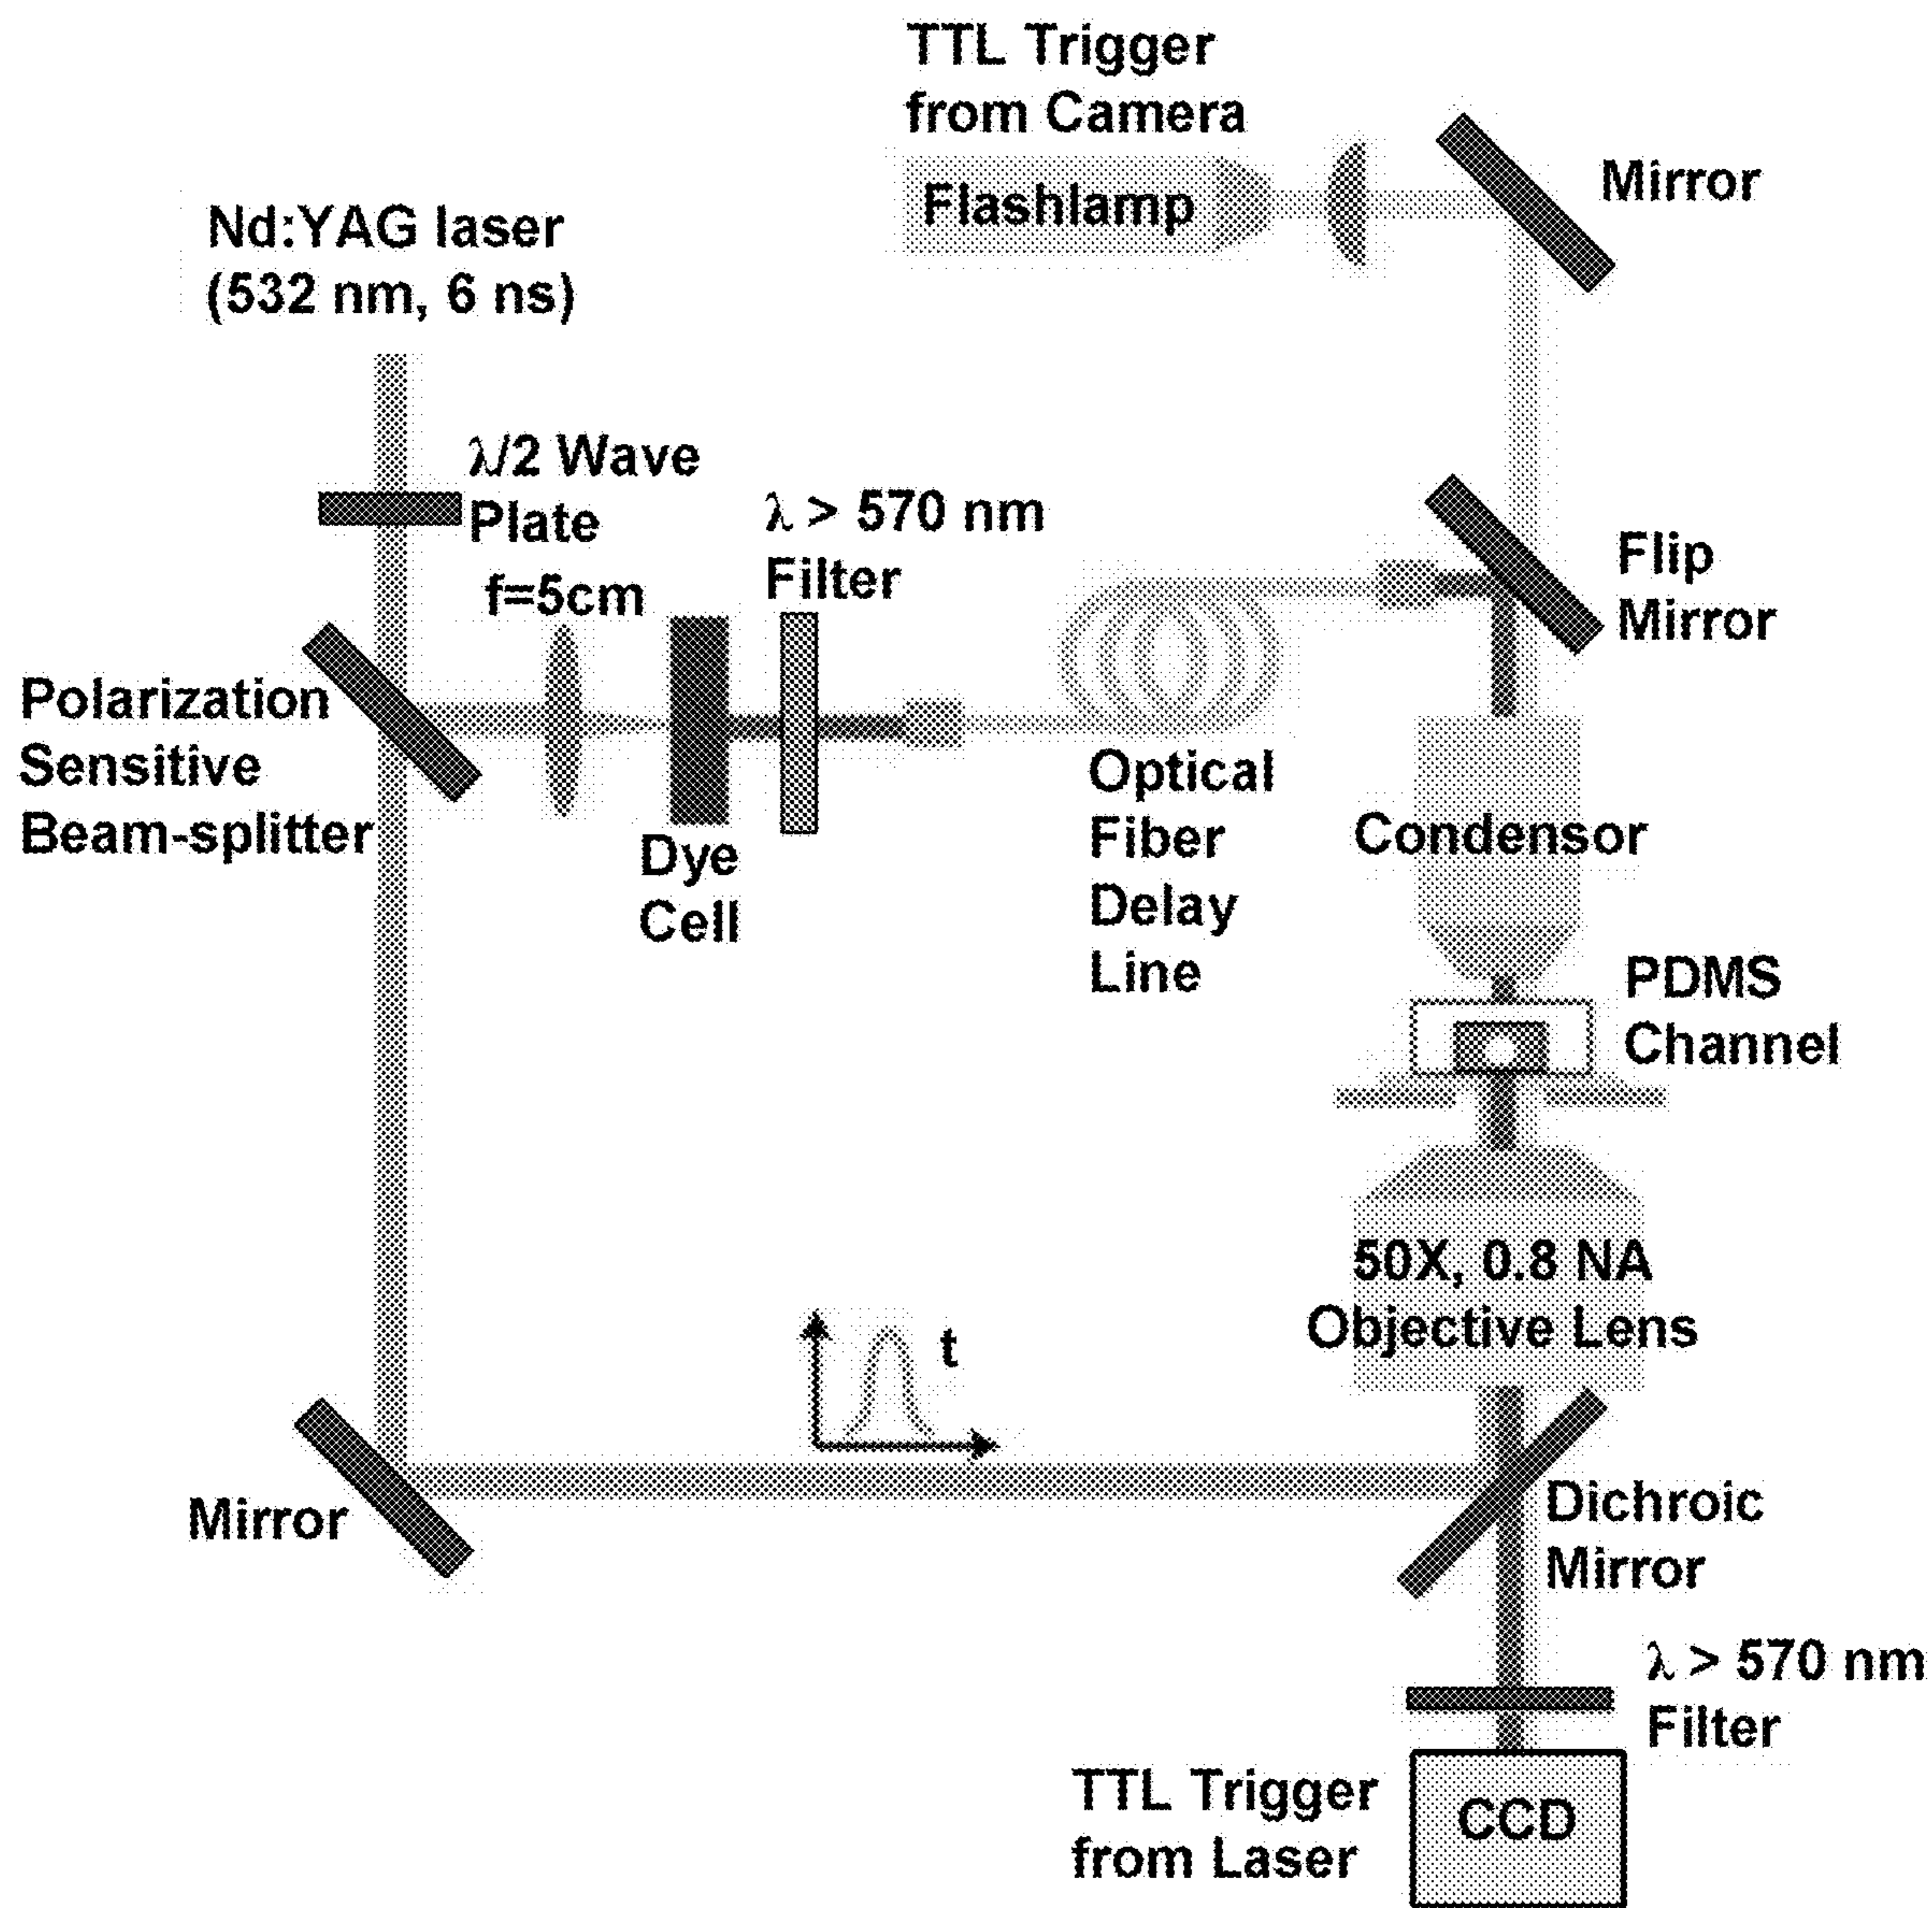 TTL Trigger
from Camera
Flashlamp
Mirror
Nd:YAG laser
(532 nm, 6 ns)
λ/2 Wave
Plate
f=5cm
λ > 570 nm
Filter
Flip
Mirror
Polarization
Sensitive
Beam-splitter
Dye
Cell
Optical
Fiber
Delay
Line
Condensor
PDMS
Channel
50X, 0.8 NA
Objective Lens
t
Mirror
Dichroic
Mirror
λ > 570 nm
Filter
TTL Trigger
from Laser
CCD